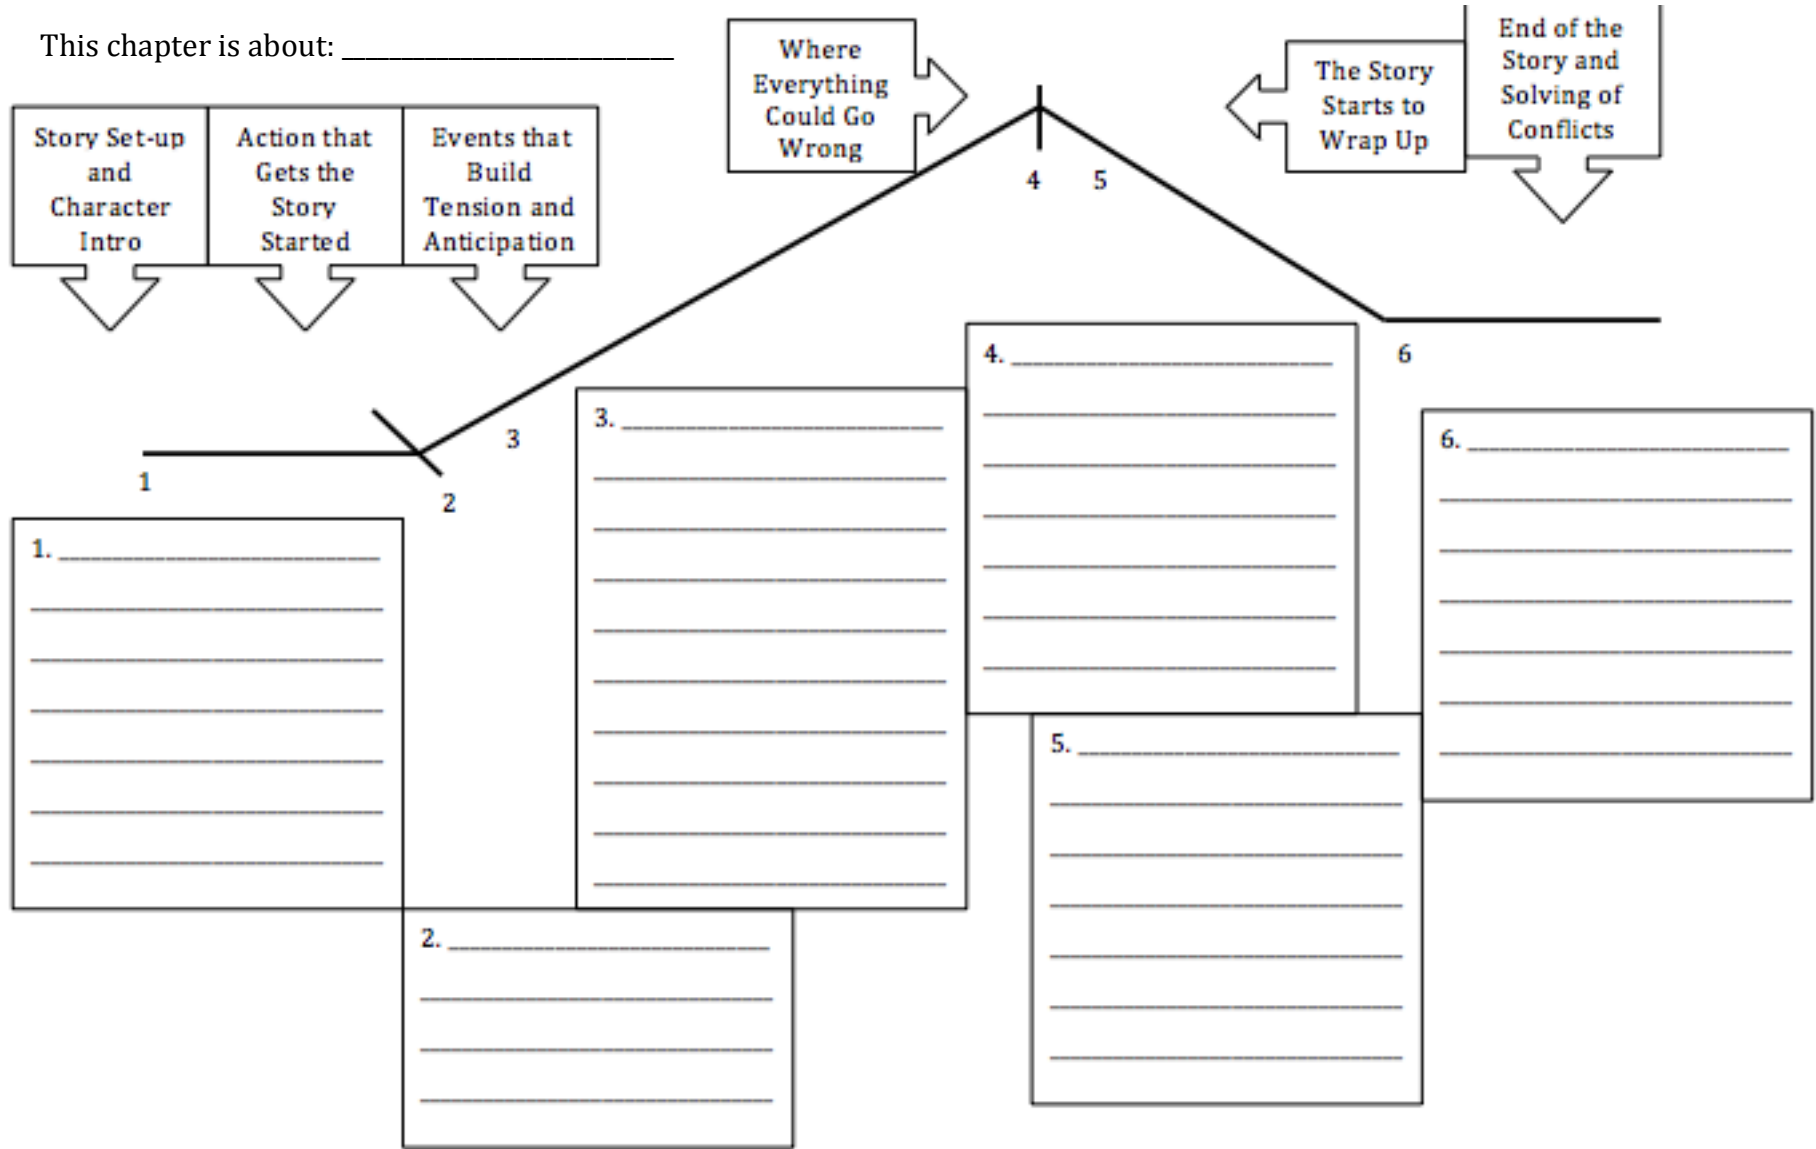 This chapter is about: ____________________
Story Set-up
and
Character
Intro
Action that
Gets the
Story
Started
Events that
Build
Tension and
Anticipation
Where
Everything
Could Go
Wrong
The Story
Starts to
Wrap Up
End of the
Story and
Solving of
Conflicts
1
2
3
4
5
6
1.
2.
3.
4.
5.
6.